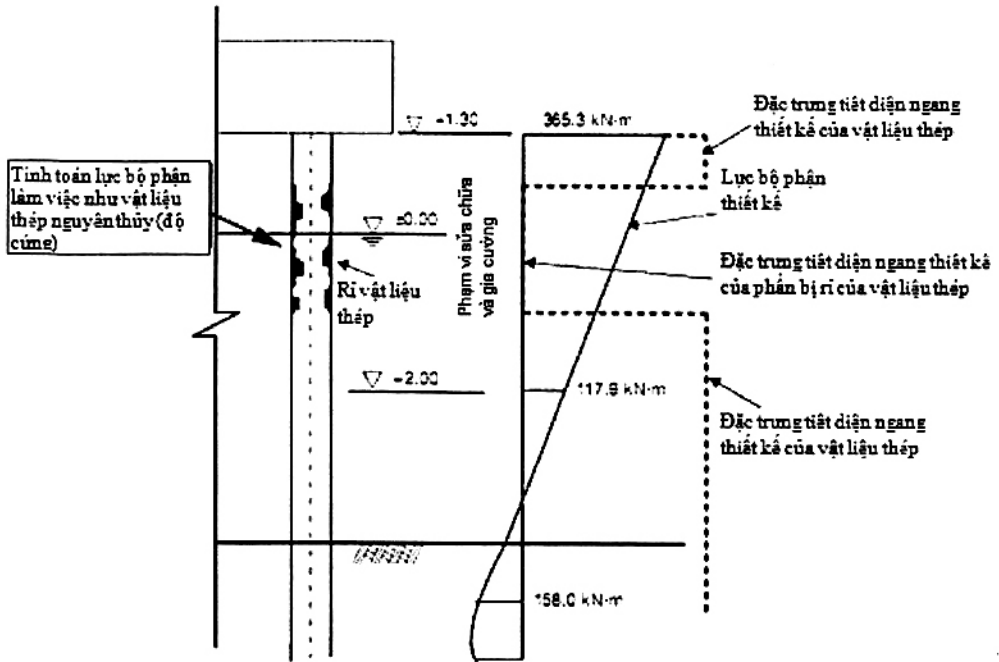 −1.30
365.3 kN·m
Đặc trưng tiết diện ngang
thiết kế của vật liệu thép
Tính toán lực bộ phận
làm việc như vật liệu
thép nguyên thủy (độ
cứng)
Lực bộ phận
thiết kế
±0.00
Phạm vi sửa chữa
và gia cường
Rỉ vật liệu
thép
Đặc trưng tiết diện ngang thiết kế
của phần bị rỉ của vật liệu thép
−2.00
117.9 kN·m
Đặc trưng tiết diện ngang
thiết kế của vật liệu thép
158.0 kN·m